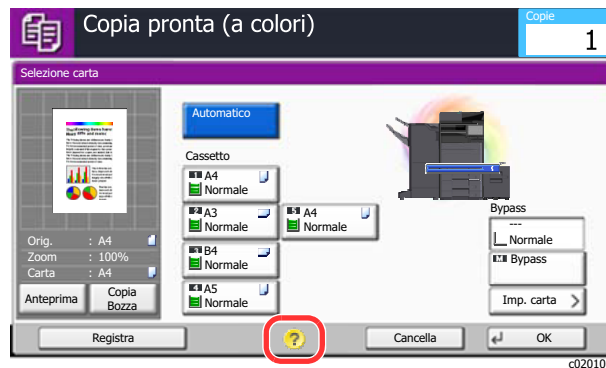 Copia pronta (a colori)
Copie
1
Selezione carta
Automatico
Cassetto
1 A4
Normale
2 A3
Normale
5 A4
Normale
3 B4
Normale
4 A5
Normale
Bypass
---
Normale
M Bypass
Imp. carta
Orig. : A4
Zoom : 100%
Carta : A4
Anteprima
Copia
Bozza
Registra
?
Cancella
OK
c02010